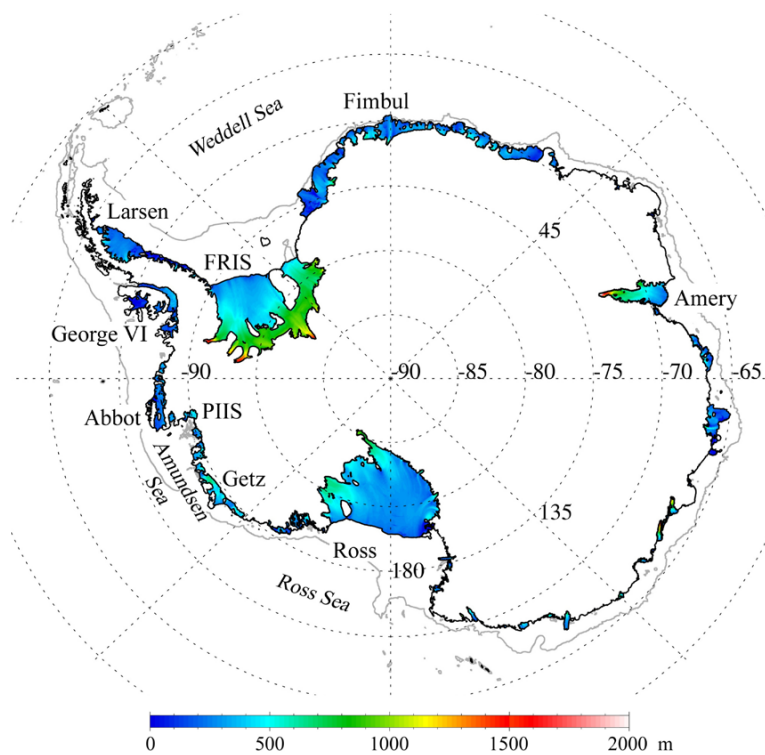 Fimbul
Weddell Sea
Larsen
45
FRIS
Amery
George VI
-90
-90
-85
-80
-75
-70
-65
Abbot
PIIS
Amundsen
Sea
Getz
135
Ross
180
Ross Sea
0
500
1000
1500
2000 m